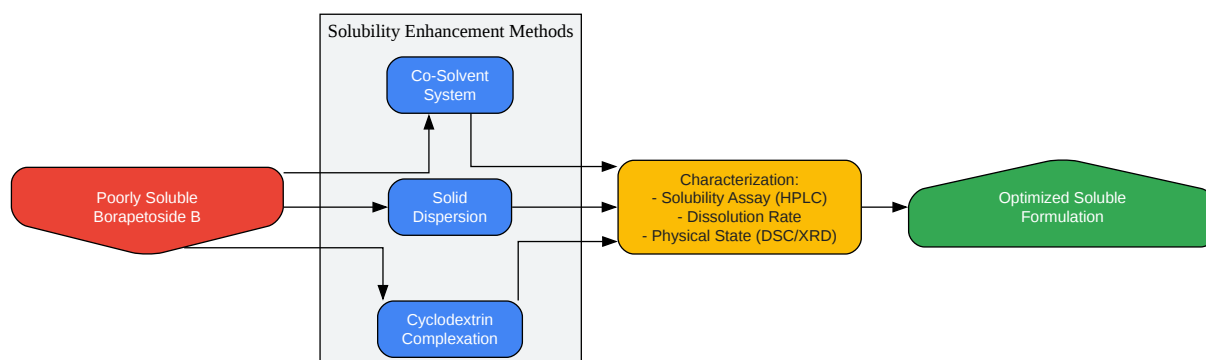 Solubility Enhancement Methods
Co-Solvent
System
Poorly Soluble
Borapetoside B
Solid
Dispersion
Cyclodextrin
Complexation
Characterization:
- Solubility Assay (HPLC)
- Dissolution Rate
- Physical State (DSC/XRD)
Optimized Soluble
Formulation